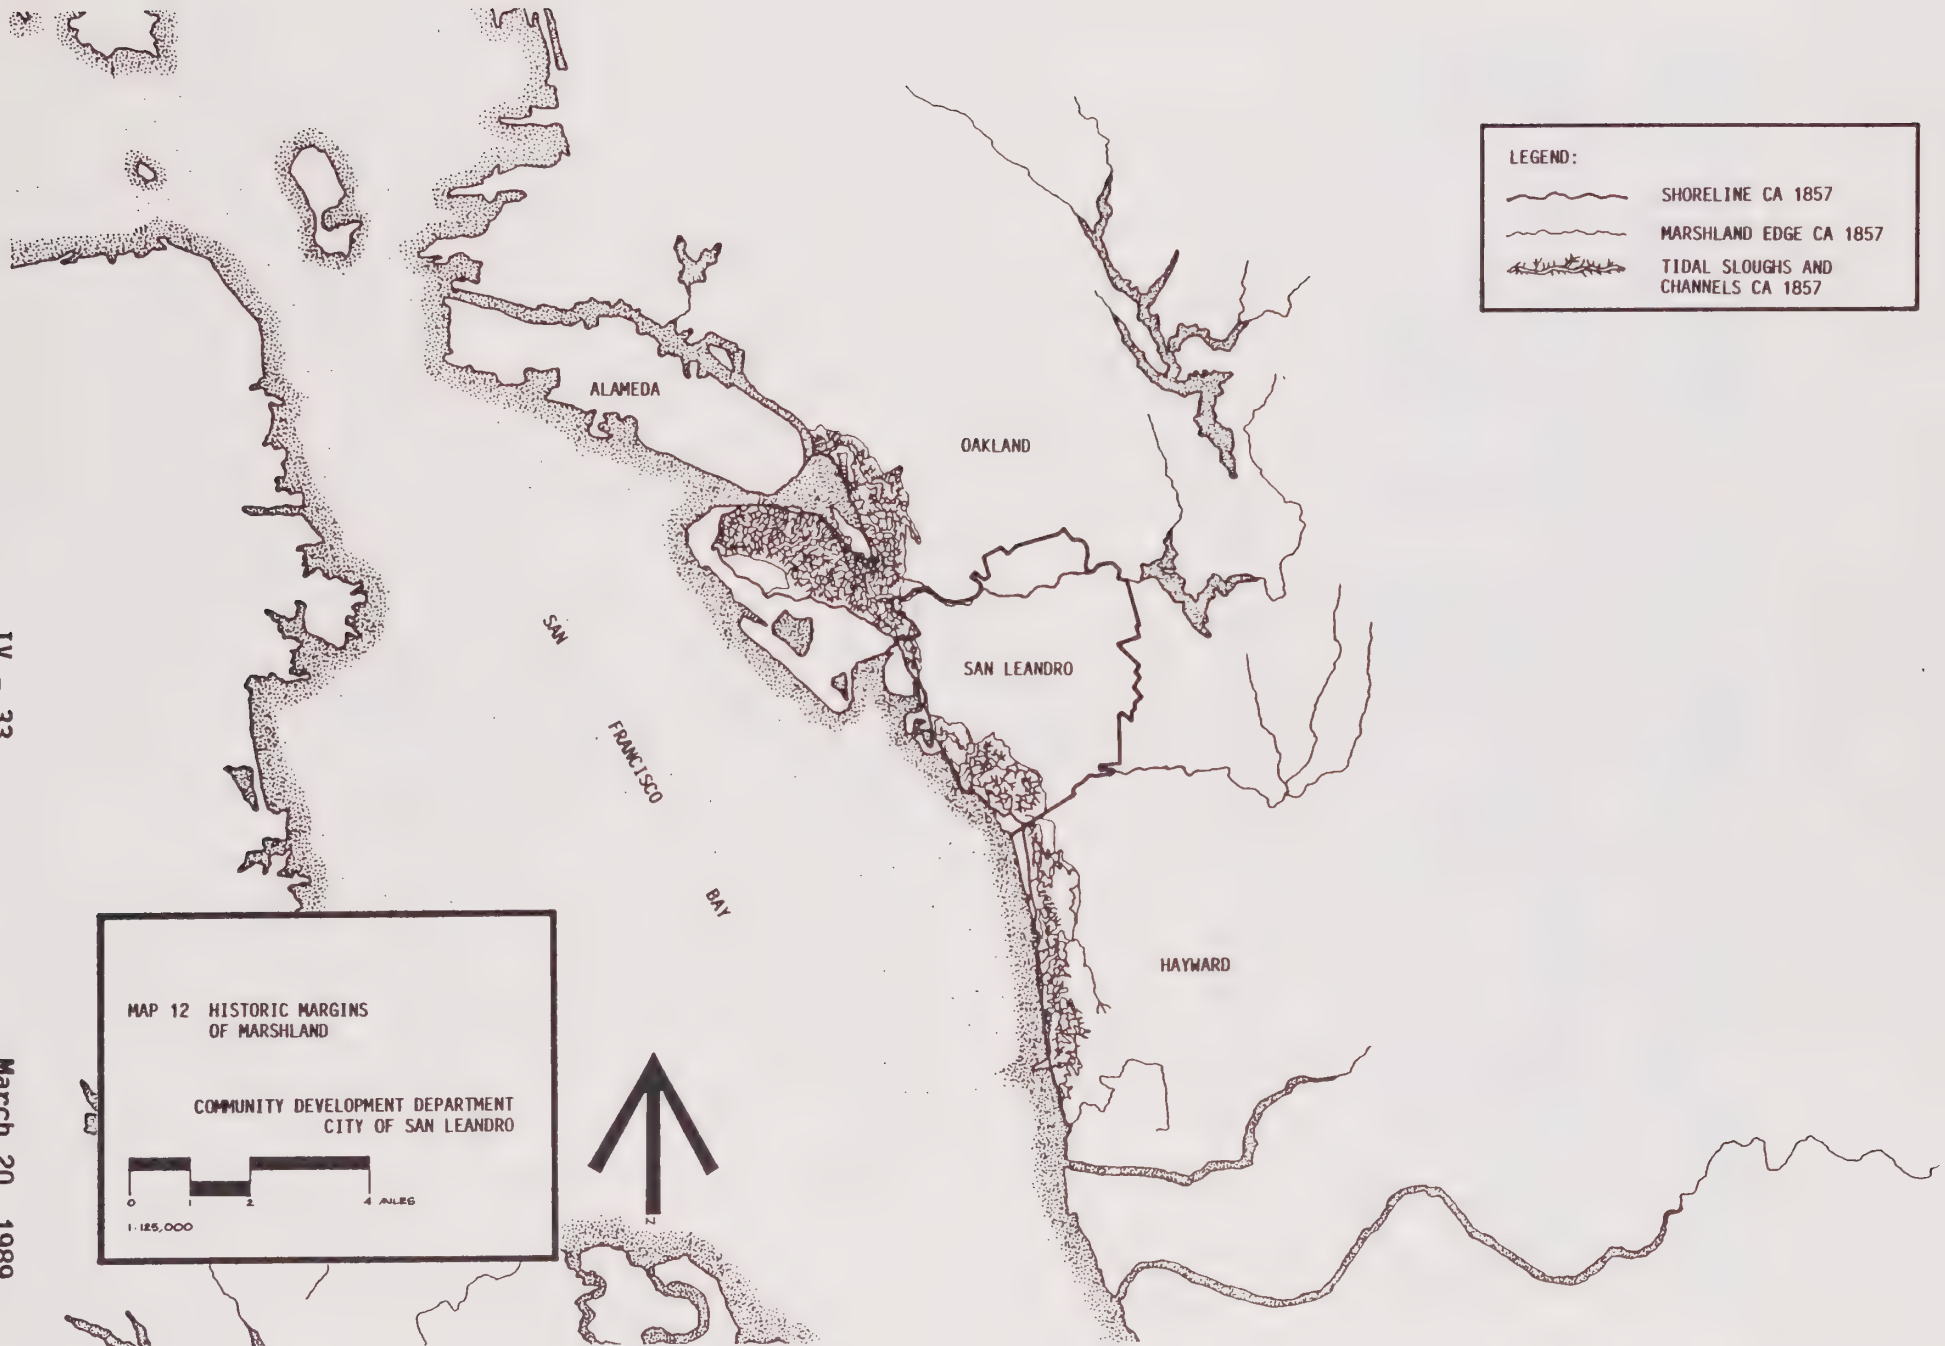 LEGEND:
SHORELINE CA 1857
MARSHLAND EDGE CA 1857
TIDAL SLOUGHS AND
CHANNELS CA 1857
ALAMEDA
OAKLAND
SAN LEANDRO
SAN
FRANCISCO
BAY
HAYWARD
MAP 12 HISTORIC MARGINS
OF MARSHLAND
COMMUNITY DEVELOPMENT DEPARTMENT
CITY OF SAN LEANDRO
0 1 2 4 MILES
1:125,000
N
IV - 33
March 20, 1989